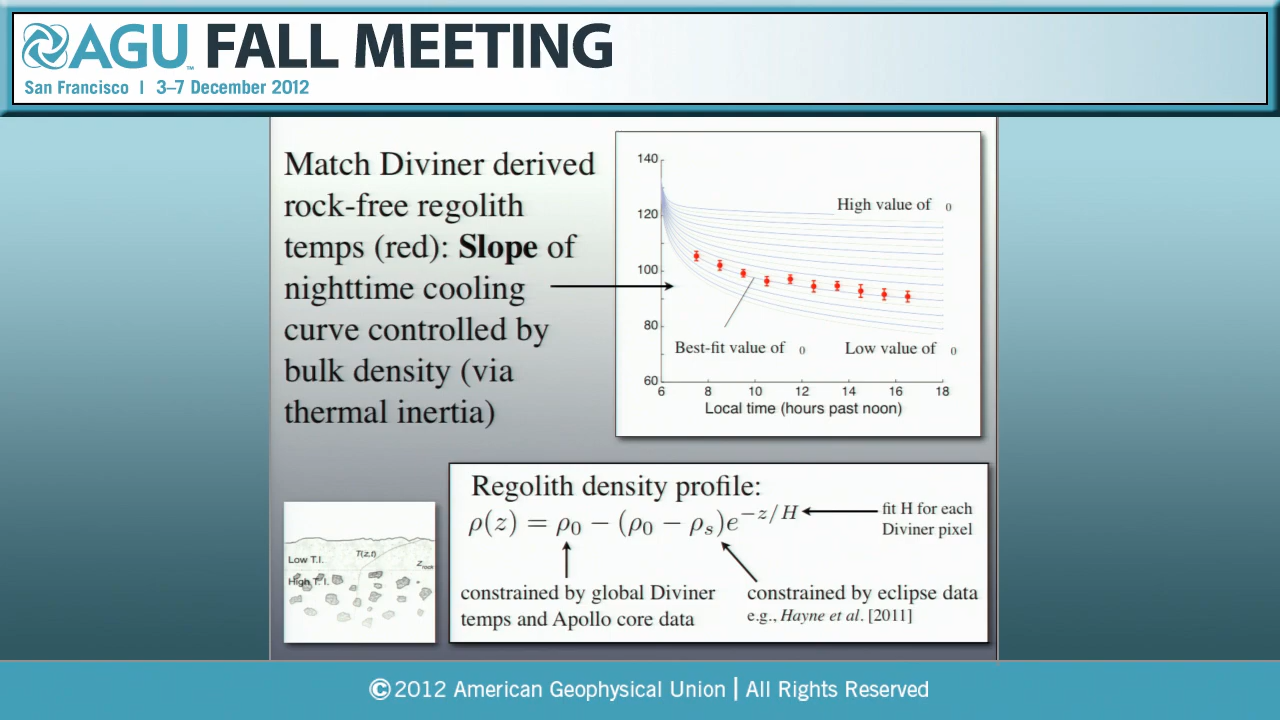 AGU™ FALL MEETING
San Francisco | 3–7 December 2012
Match Diviner derived
rock-free regolith
temps (red): Slope of
nighttime cooling
curve controlled by
bulk density (via
thermal inertia)
140
120
100
80
60
High value of 0
Best-fit value of 0
Low value of 0
6 8 10 12 14 16 18
Local time (hours past noon)
Regolith density profile:
ρ(z) = ρ₀ − (ρ₀ − ρₛ)e^{−z/H}
fit H for each
Diviner pixel
constrained by global Diviner
temps and Apollo core data
constrained by eclipse data
e.g., Hayne et al. [2011]
Low T.I.
T(z,t)
Zrock
High T. I.
©2012 American Geophysical Union | All Rights Reserved